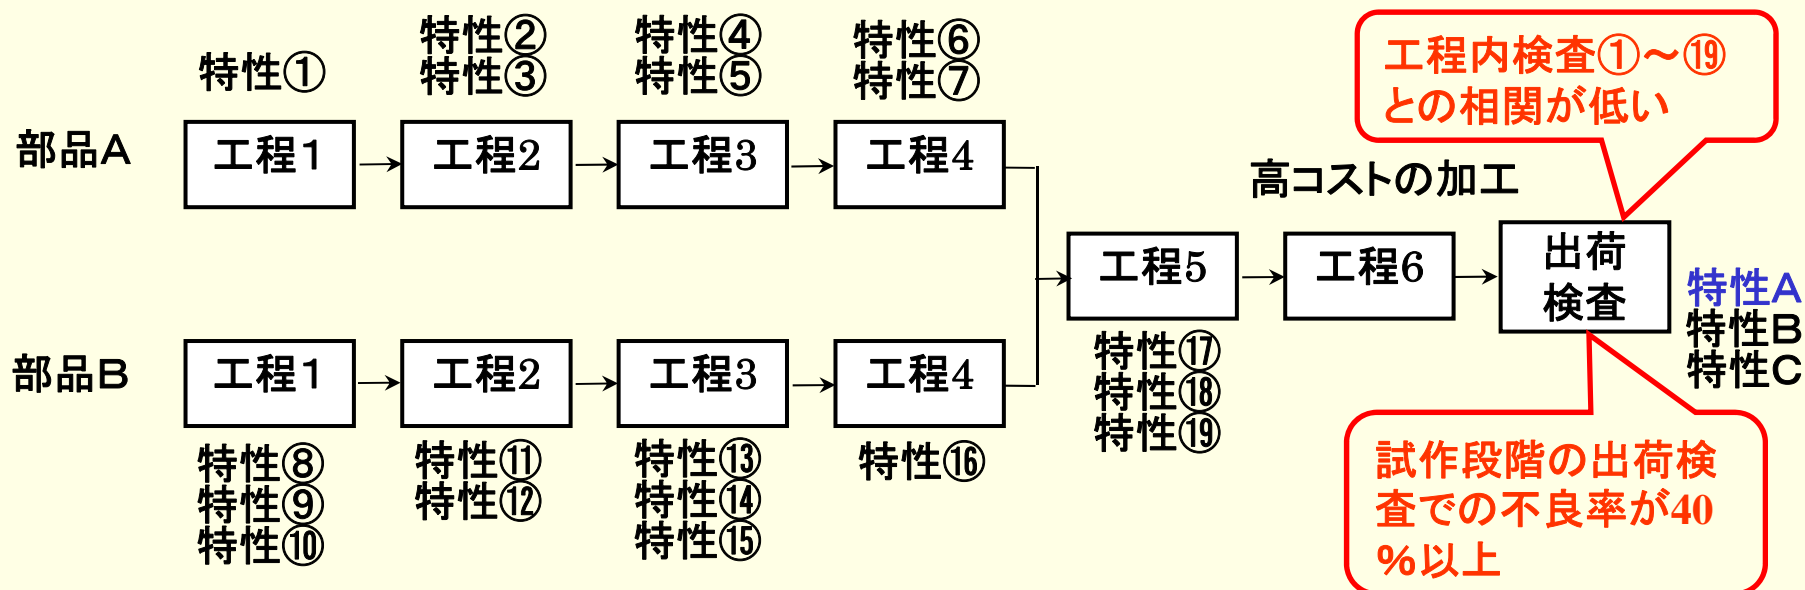 特性①
特性②
特性③
特性④
特性⑤
特性⑥
特性⑦
工程内検査①～⑲
との相関が低い
部品A
工程1
工程2
工程3
工程4
高コストの加工
工程5
工程6
出荷
検査
特性A
特性B
特性C
部品B
工程1
工程2
工程3
工程4
特性⑧
特性⑨
特性⑩
特性⑪
特性⑫
特性⑬
特性⑭
特性⑮
特性⑯
特性⑰
特性⑱
特性⑲
試作段階の出荷検
査での不良率が40
%以上